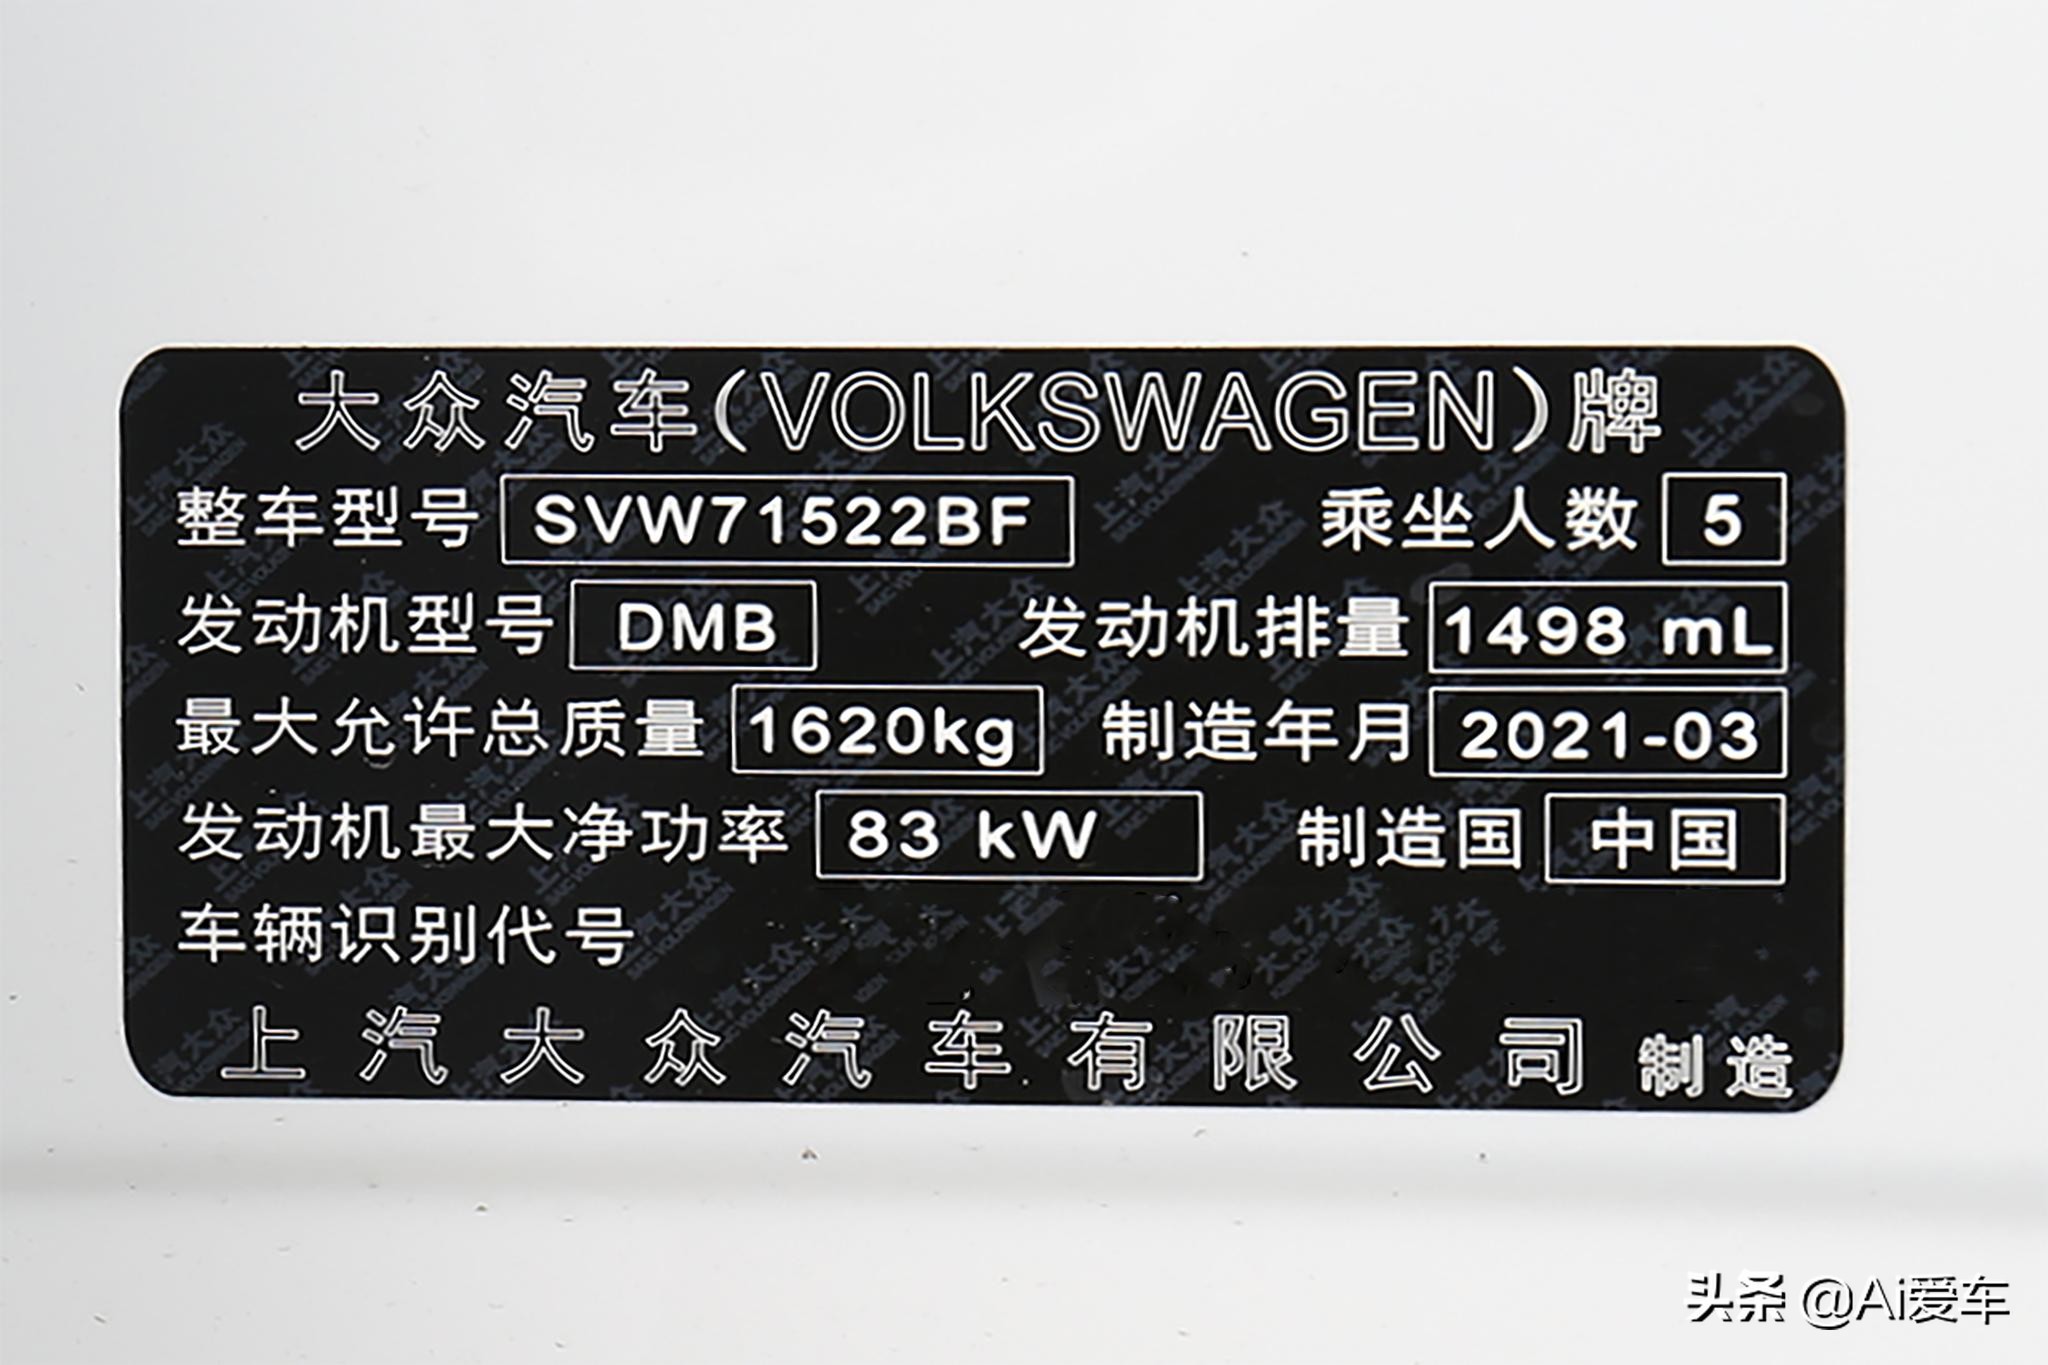 大众汽车(VOLKSWAGEN)牌
整车型号 SVW71522BF 乘坐人数 5
发动机型号 DMB 发动机排量 1498 mL
最大允许总质量 1620kg 制造年月 2021-03
发动机最大净功率 83 kW 制造国 中国
车辆识别代号
上汽大众汽车有限公司 制造
头条 @Ai爱车